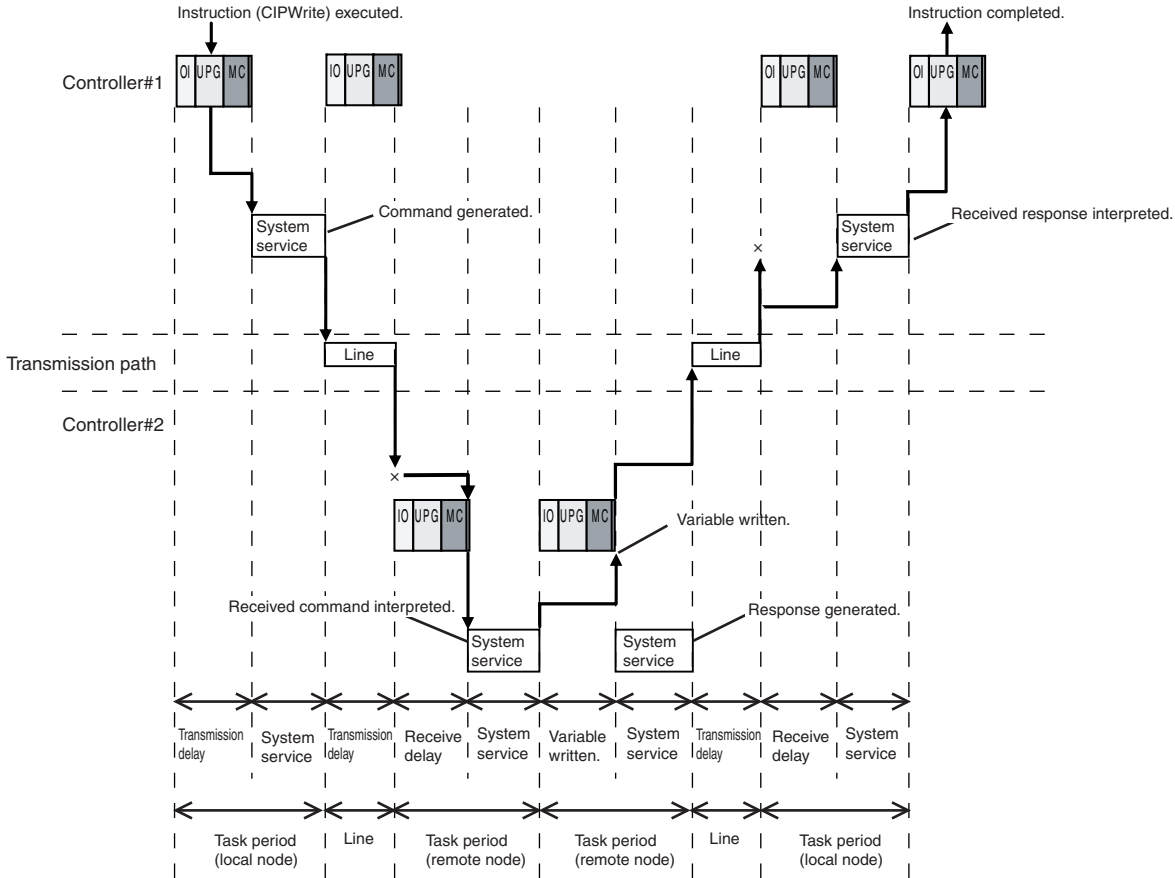 Instruction (CIPWrite) executed.
Instruction completed.
Controller#1
OI UPG MC
IO UPG MC
OI UPG MC
OI UPG MC
Command generated.
Received response interpreted.
System
service
System
service
×
Transmission path
Line
Line
Controller#2
×
IO UPG MC
IO UPG MC
Variable written.
Received command interpreted.
Response generated.
System
service
System
service
Transmission
delay
System
service
Transmission
delay
Receive
delay
System
service
Variable
written.
System
service
Transmission
delay
Receive
delay
System
service
Task period
(local node)
Line
Task period
(remote node)
Task period
(remote node)
Line
Task period
(local node)